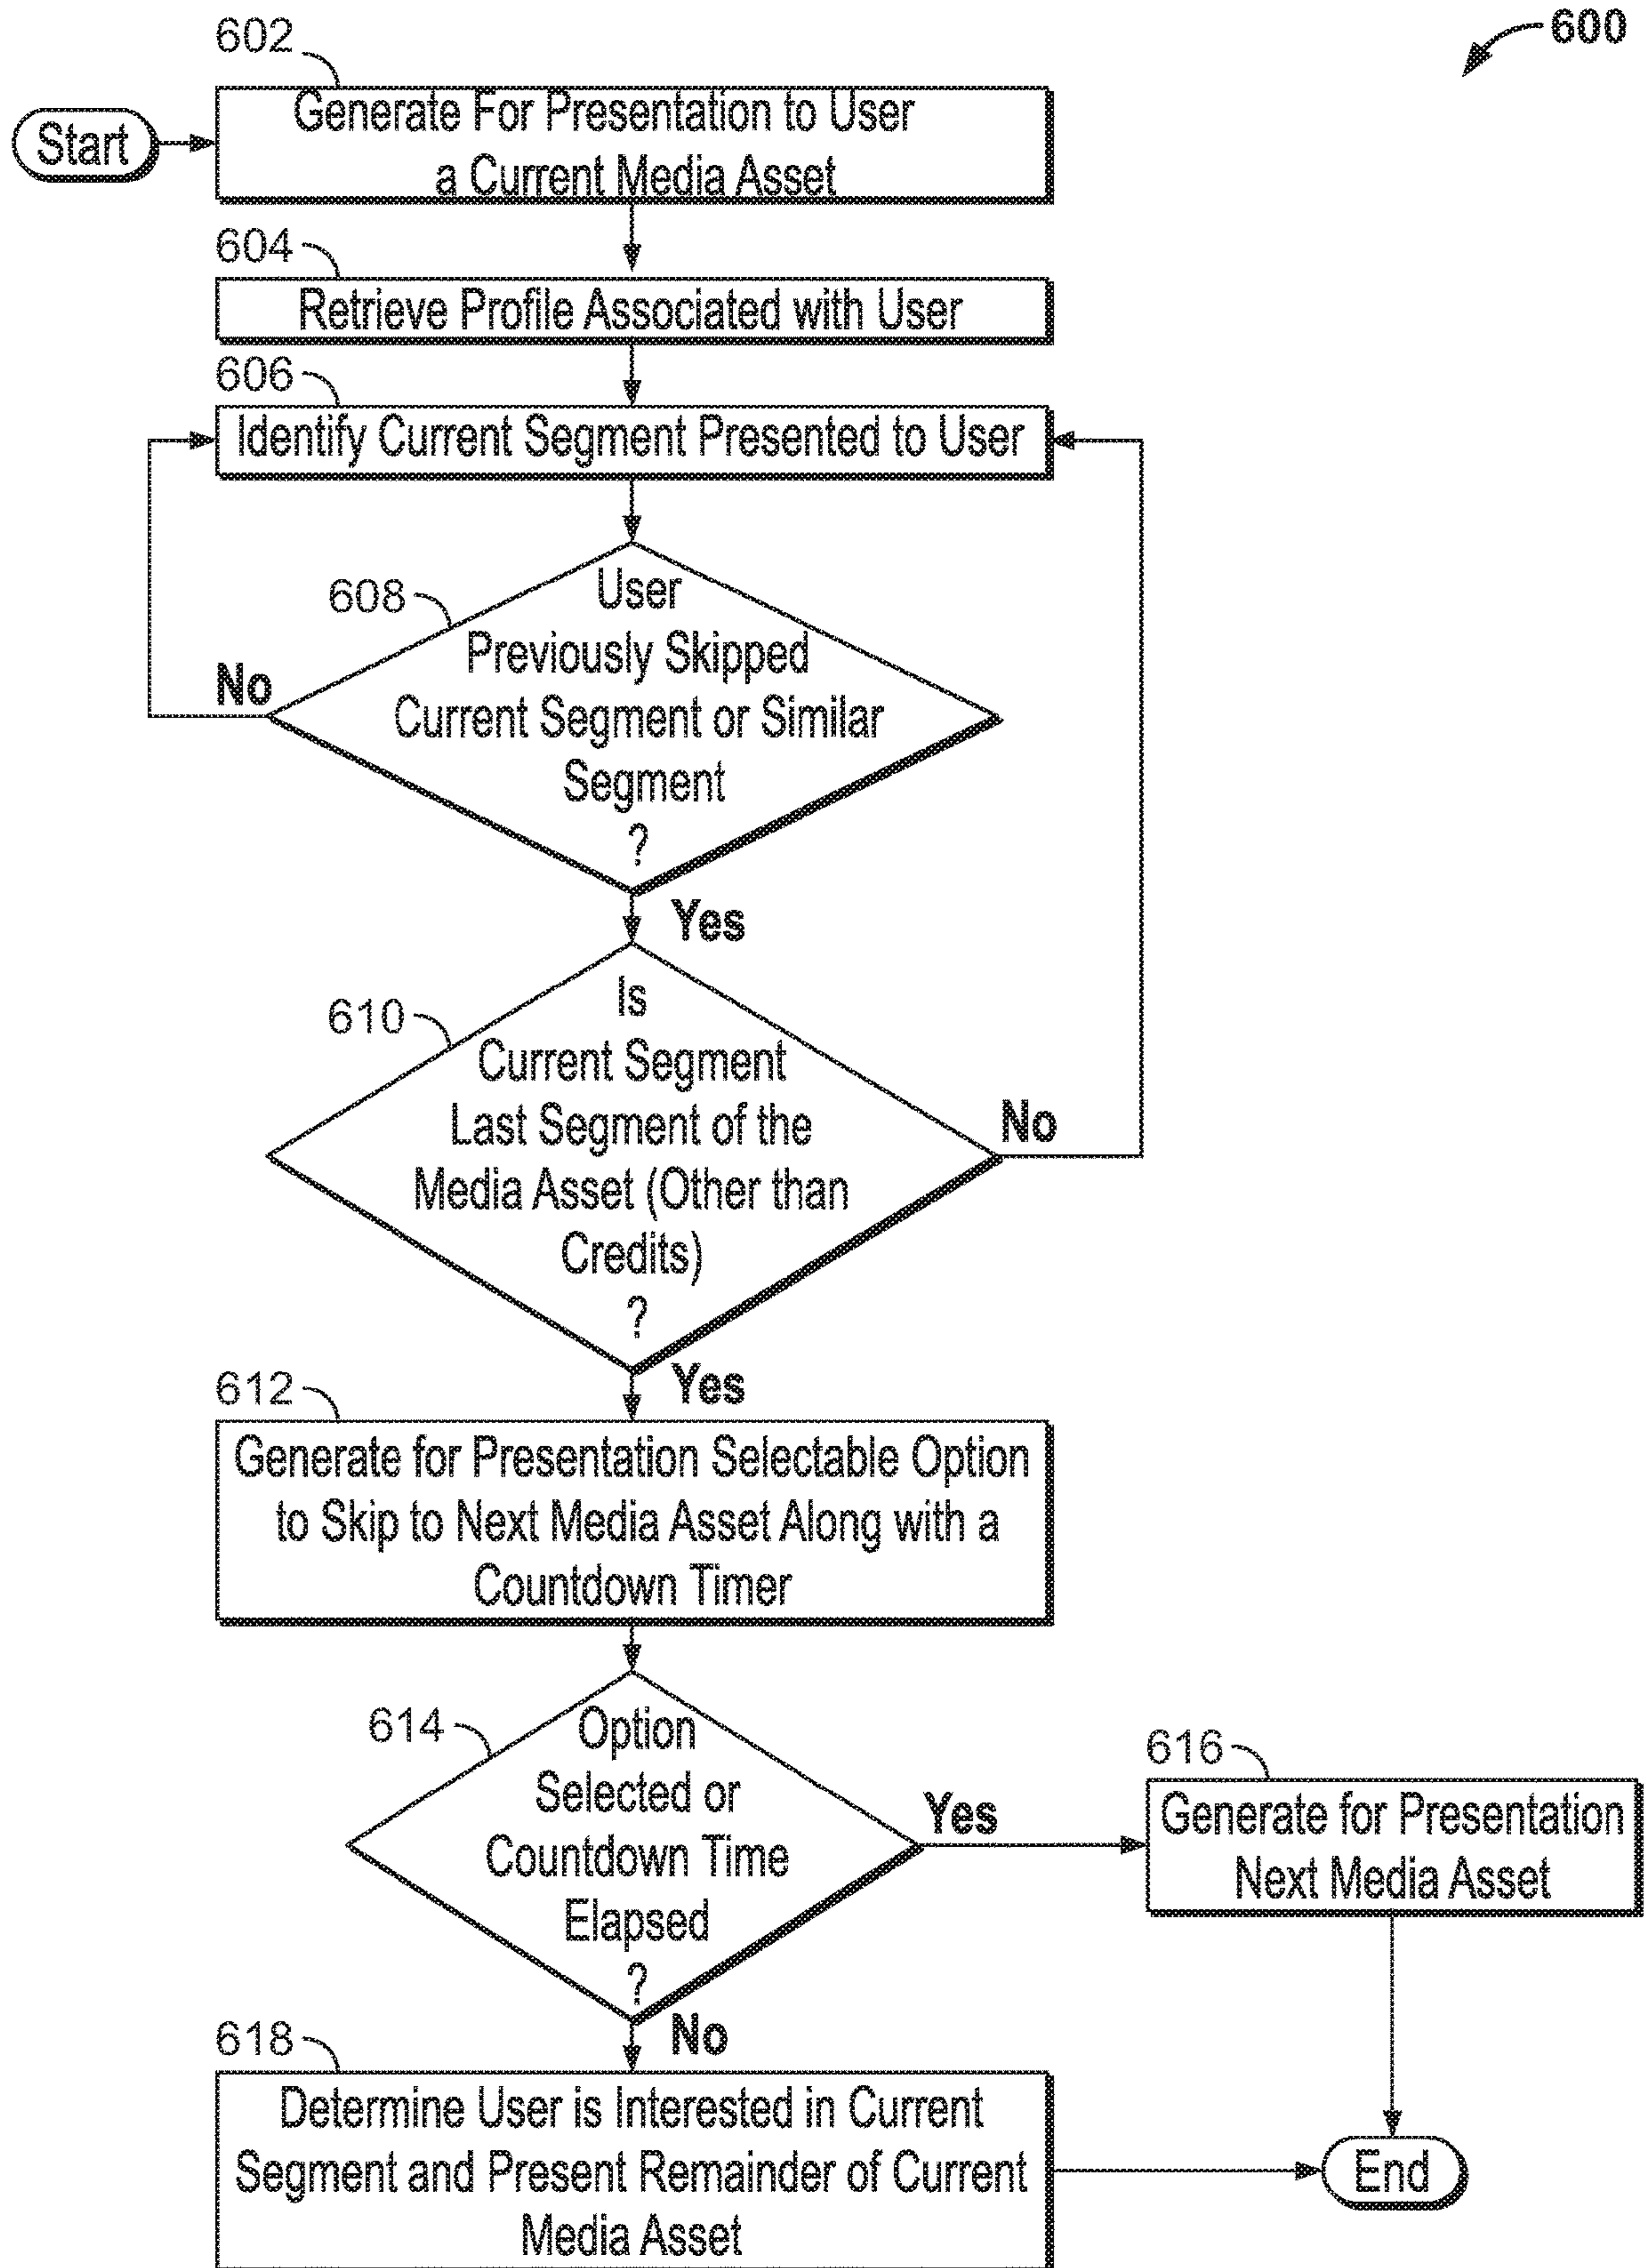 600
602
Start
Generate For Presentation to User
a Current Media Asset
604
Retrieve Profile Associated with User
606
Identify Current Segment Presented to User
608
User
Previously Skipped
Current Segment or Similar
Segment
?
No
Yes
610
Is
Current Segment
Last Segment of the
Media Asset (Other than
Credits)
?
No
Yes
612
Generate for Presentation Selectable Option
to Skip to Next Media Asset Along with a
Countdown Timer
614
Option
Selected or
Countdown Time
Elapsed
?
Yes
616
Generate for Presentation
Next Media Asset
No
618
Determine User is Interested in Current
Segment and Present Remainder of Current
Media Asset
End